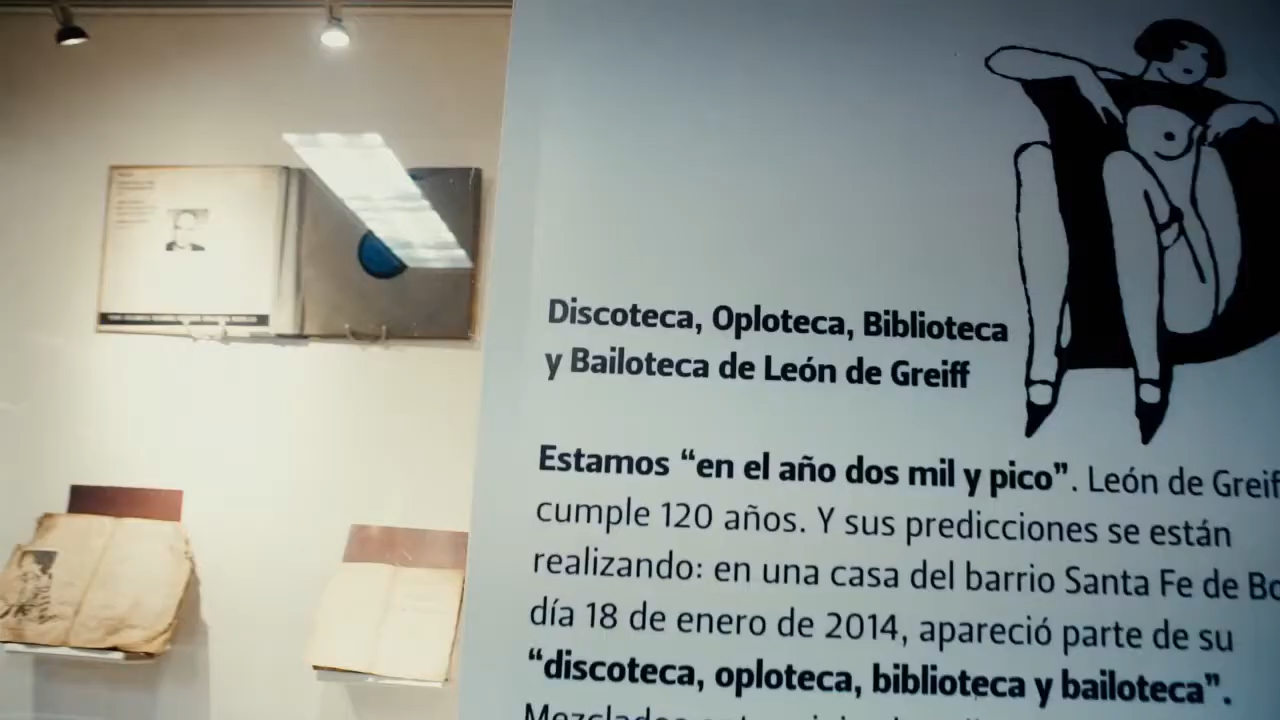 Discoteca, Oploteca, Biblioteca
y Bailoteca de León de Greiff
Estamos “en el año dos mil y pico”. León de Greif
cumple 120 años. Y sus predicciones se están
realizando: en una casa del barrio Santa Fe de Bo
día 18 de enero de 2014, apareció parte de su
“discoteca, oploteca, biblioteca y bailoteca”.